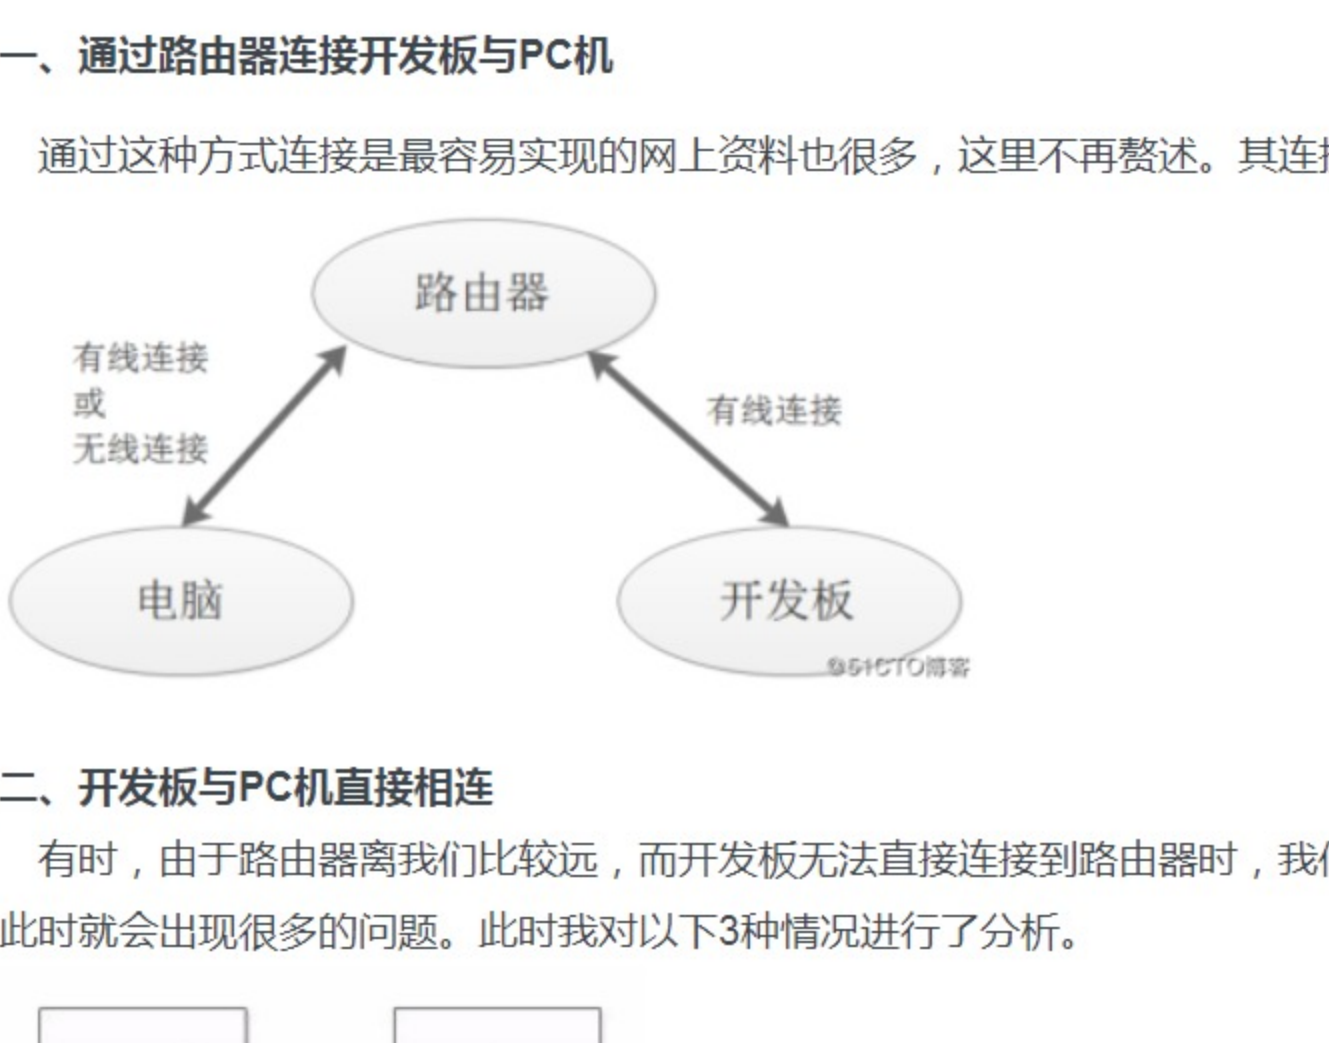 一、通过路由器连接开发板与PC机
通过这种方式连接是最容易实现的网上资料也很多，这里不再赘述。其连接
路由器
有线连接
或
无线连接
有线连接
电脑
开发板
@51CTO博客
二、开发板与PC机直接相连
有时，由于路由器离我们比较远，而开发板无法直接连接到路由器时，我们
此时就会出现很多的问题。此时我对以下3种情况进行了分析。